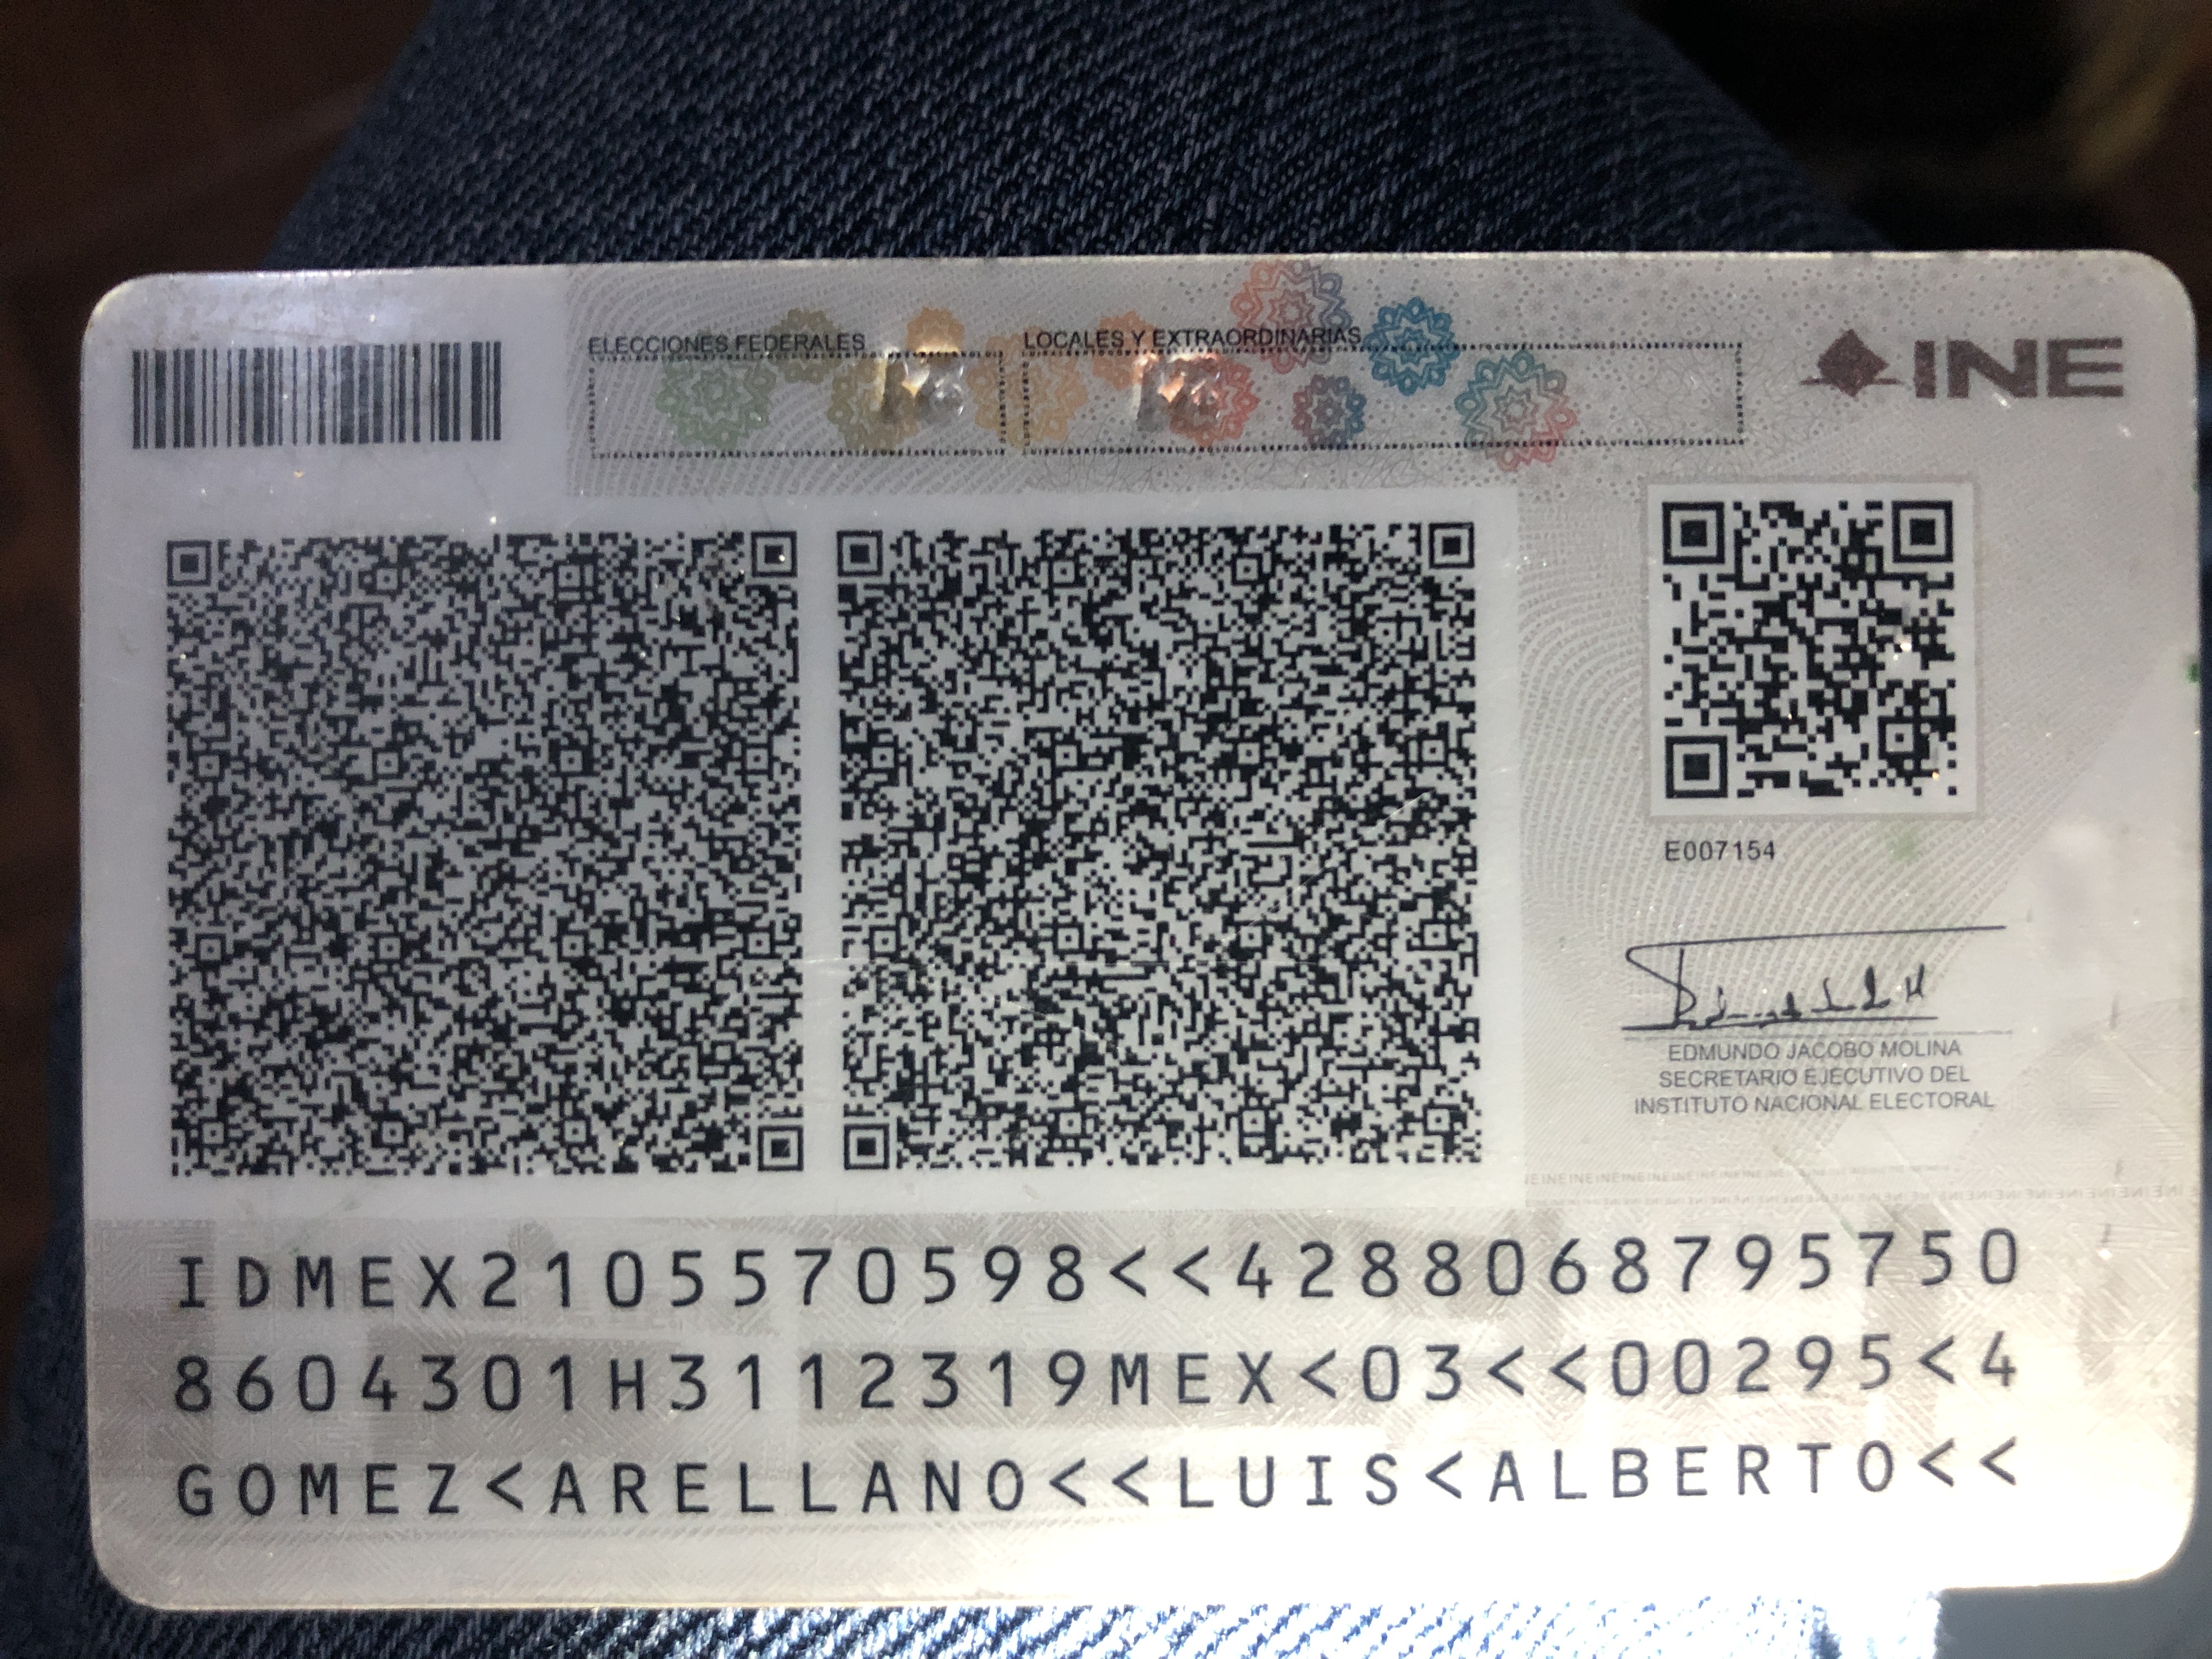 ELECCIONES FEDERALES LOCALES Y EXTRAORDINARIAS
INE
E007154
EDMUNDO JACOBO MOLINA
SECRETARIO EJECUTIVO DEL
INSTITUTO NACIONAL ELECTORAL
IDMEX2105570598<<4288068795750
8604301H3112319MEX<03<<00295<4
GOMEZ<ARELLANO<<LUIS<ALBERTO<<